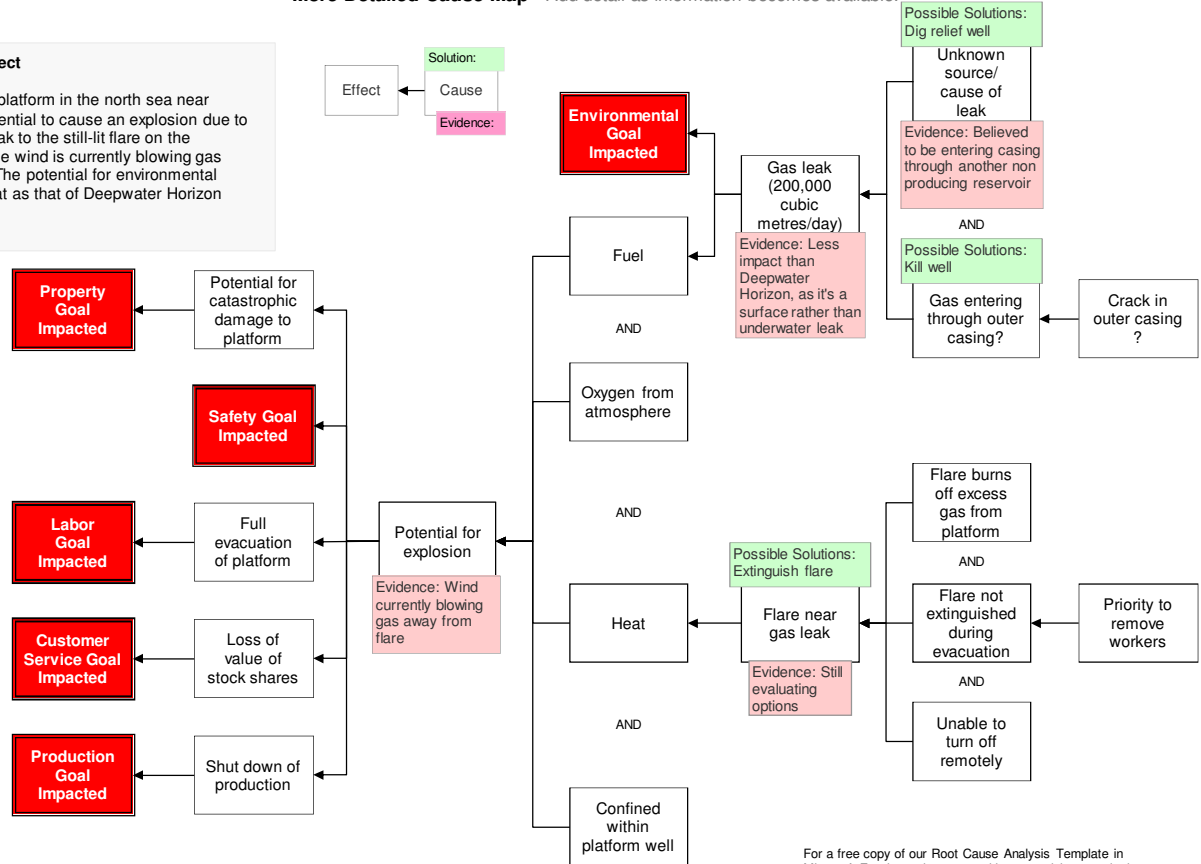 More Detailed Cause Map - Add detail as information becomes available.
ect
platform in the north sea near
ential to cause an explosion due to
ak to the still-lit flare on the
e wind is currently blowing gas
The potential for environmental
at as that of Deepwater Horizon
Solution:
Effect
Cause
Evidence:
Environmental
Goal
Impacted
Possible Solutions:
Dig relief well
Unknown
source/
cause of
leak
Evidence: Believed
to be entering casing
through another non
producing reservoir
AND
Gas leak
(200,000
cubic
metres/day)
Evidence: Less
impact than
Deepwater
Horizon, as it's a
surface rather than
underwater leak
Possible Solutions:
Kill well
Gas entering
through outer
casing?
Crack in
outer casing
?
Fuel
AND
Oxygen from
atmosphere
AND
Property
Goal
Impacted
Potential for
catastrophic
damage to
platform
Safety Goal
Impacted
Labor
Goal
Impacted
Full
evacuation
of platform
Potential for
explosion
Evidence: Wind
currently blowing
gas away from
flare
Customer
Service Goal
Impacted
Loss of
value of
stock shares
Production
Goal
Impacted
Shut down of
production
Heat
AND
Confined
within
platform well
Possible Solutions:
Extinguish flare
Flare near
gas leak
Evidence: Still
evaluating
options
Flare burns
off excess
gas from
platform
AND
Flare not
extinguished
during
evacuation
Priority to
remove
workers
AND
Unable to
turn off
remotely
For a free copy of our Root Cause Analysis Template in